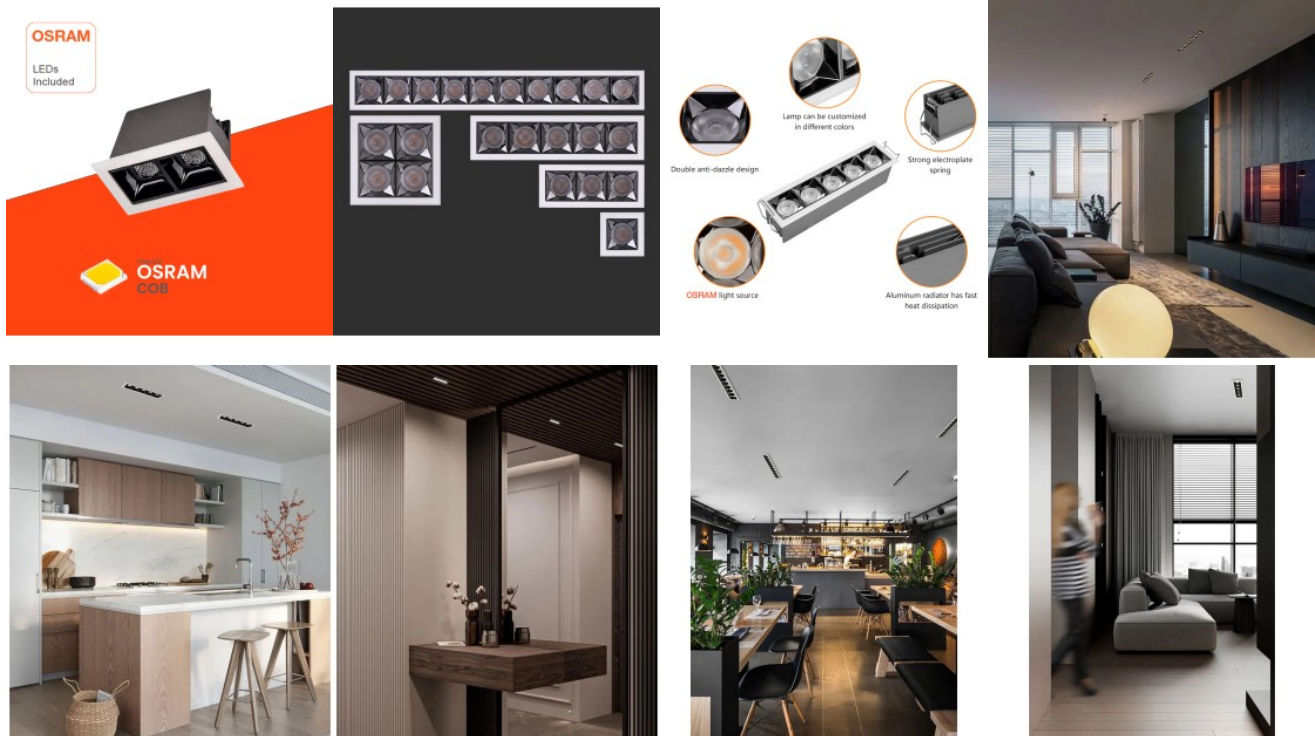 OSRAM
LEDs
Included
OSRAM
COB
Lamp can be customized
in different colors
Double anti-dazzle design
Strong electroplate
spring
OSRAM light source
Aluminum radiator has fast
heat dissipation